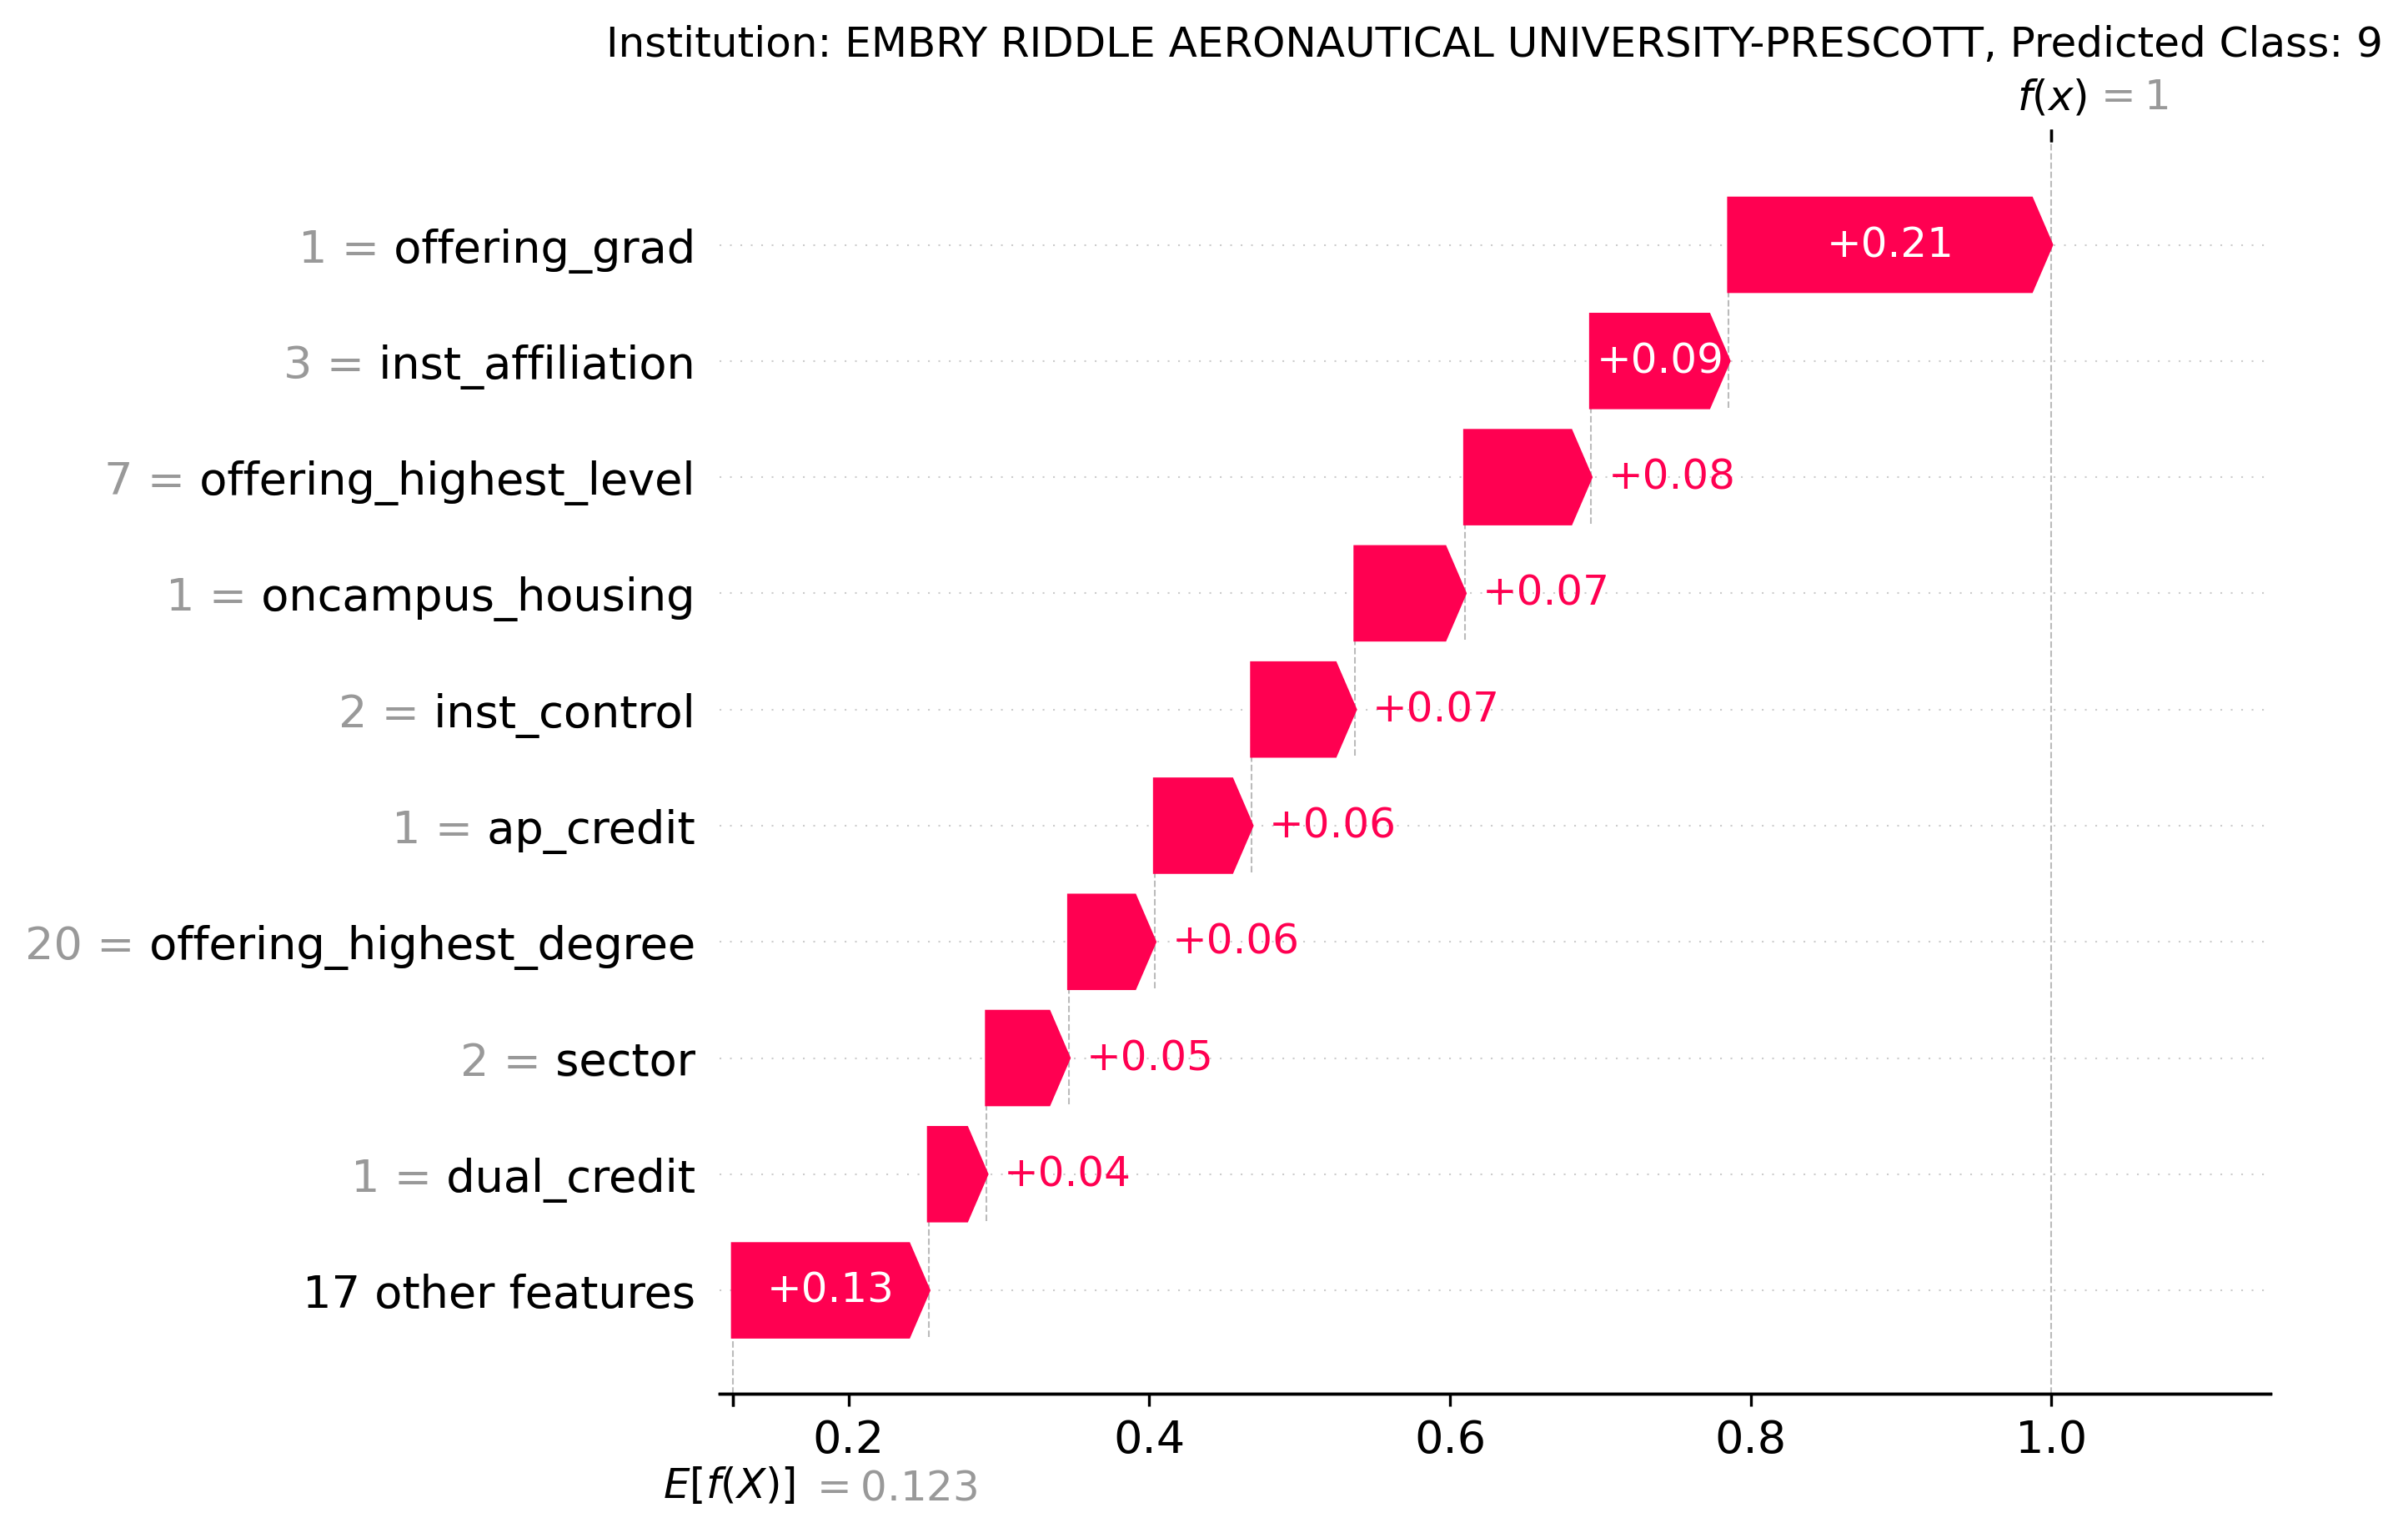 Institution: EMBRY RIDDLE AERONAUTICAL UNIVERSITY-PRESCOTT, Predicted Class: 9
f(x) = 1
1 = offering_grad +0.21
3 = inst_affiliation +0.09
7 = offering_highest_level +0.08
1 = oncampus_housing +0.07
2 = inst_control +0.07
1 = ap_credit +0.06
20 = offering_highest_degree +0.06
2 = sector +0.05
1 = dual_credit +0.04
17 other features +0.13
0.2 0.4 0.6 0.8 1.0
E[f(X)] = 0.123